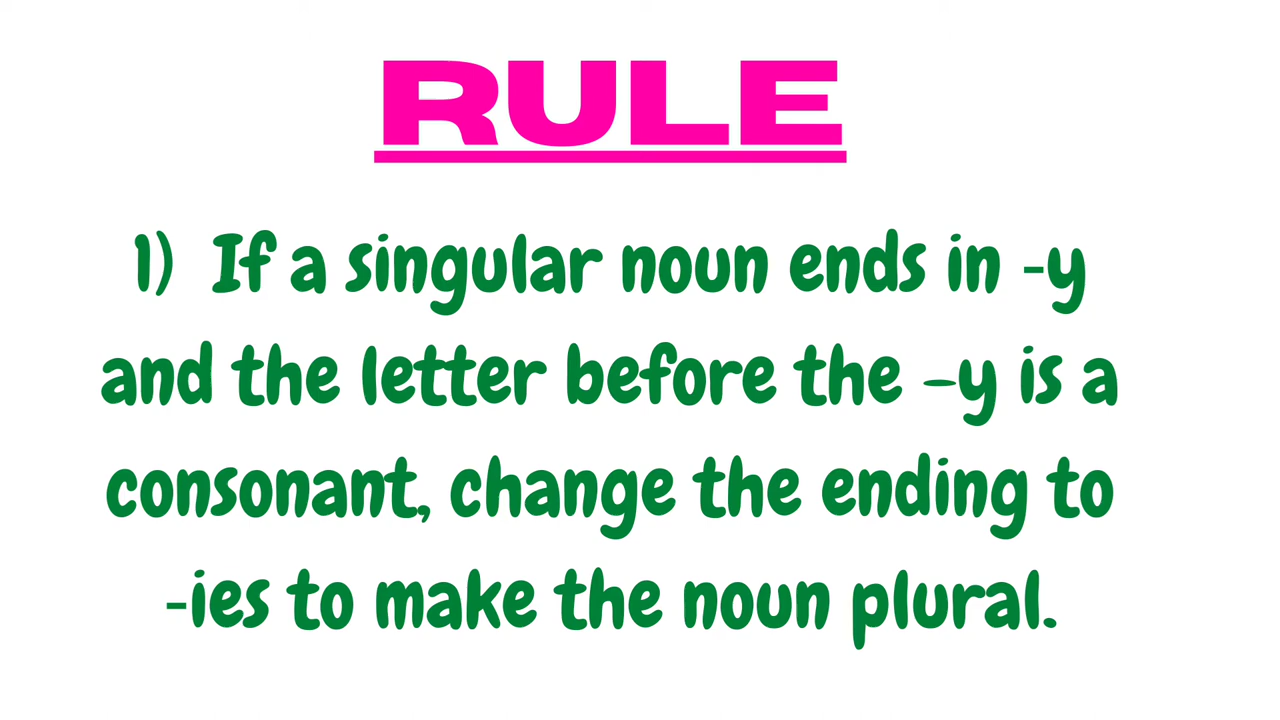 RULE
1) If a singular noun ends in -y
and the letter before the –y is a
consonant, change the ending to
-ies to make the noun plural.